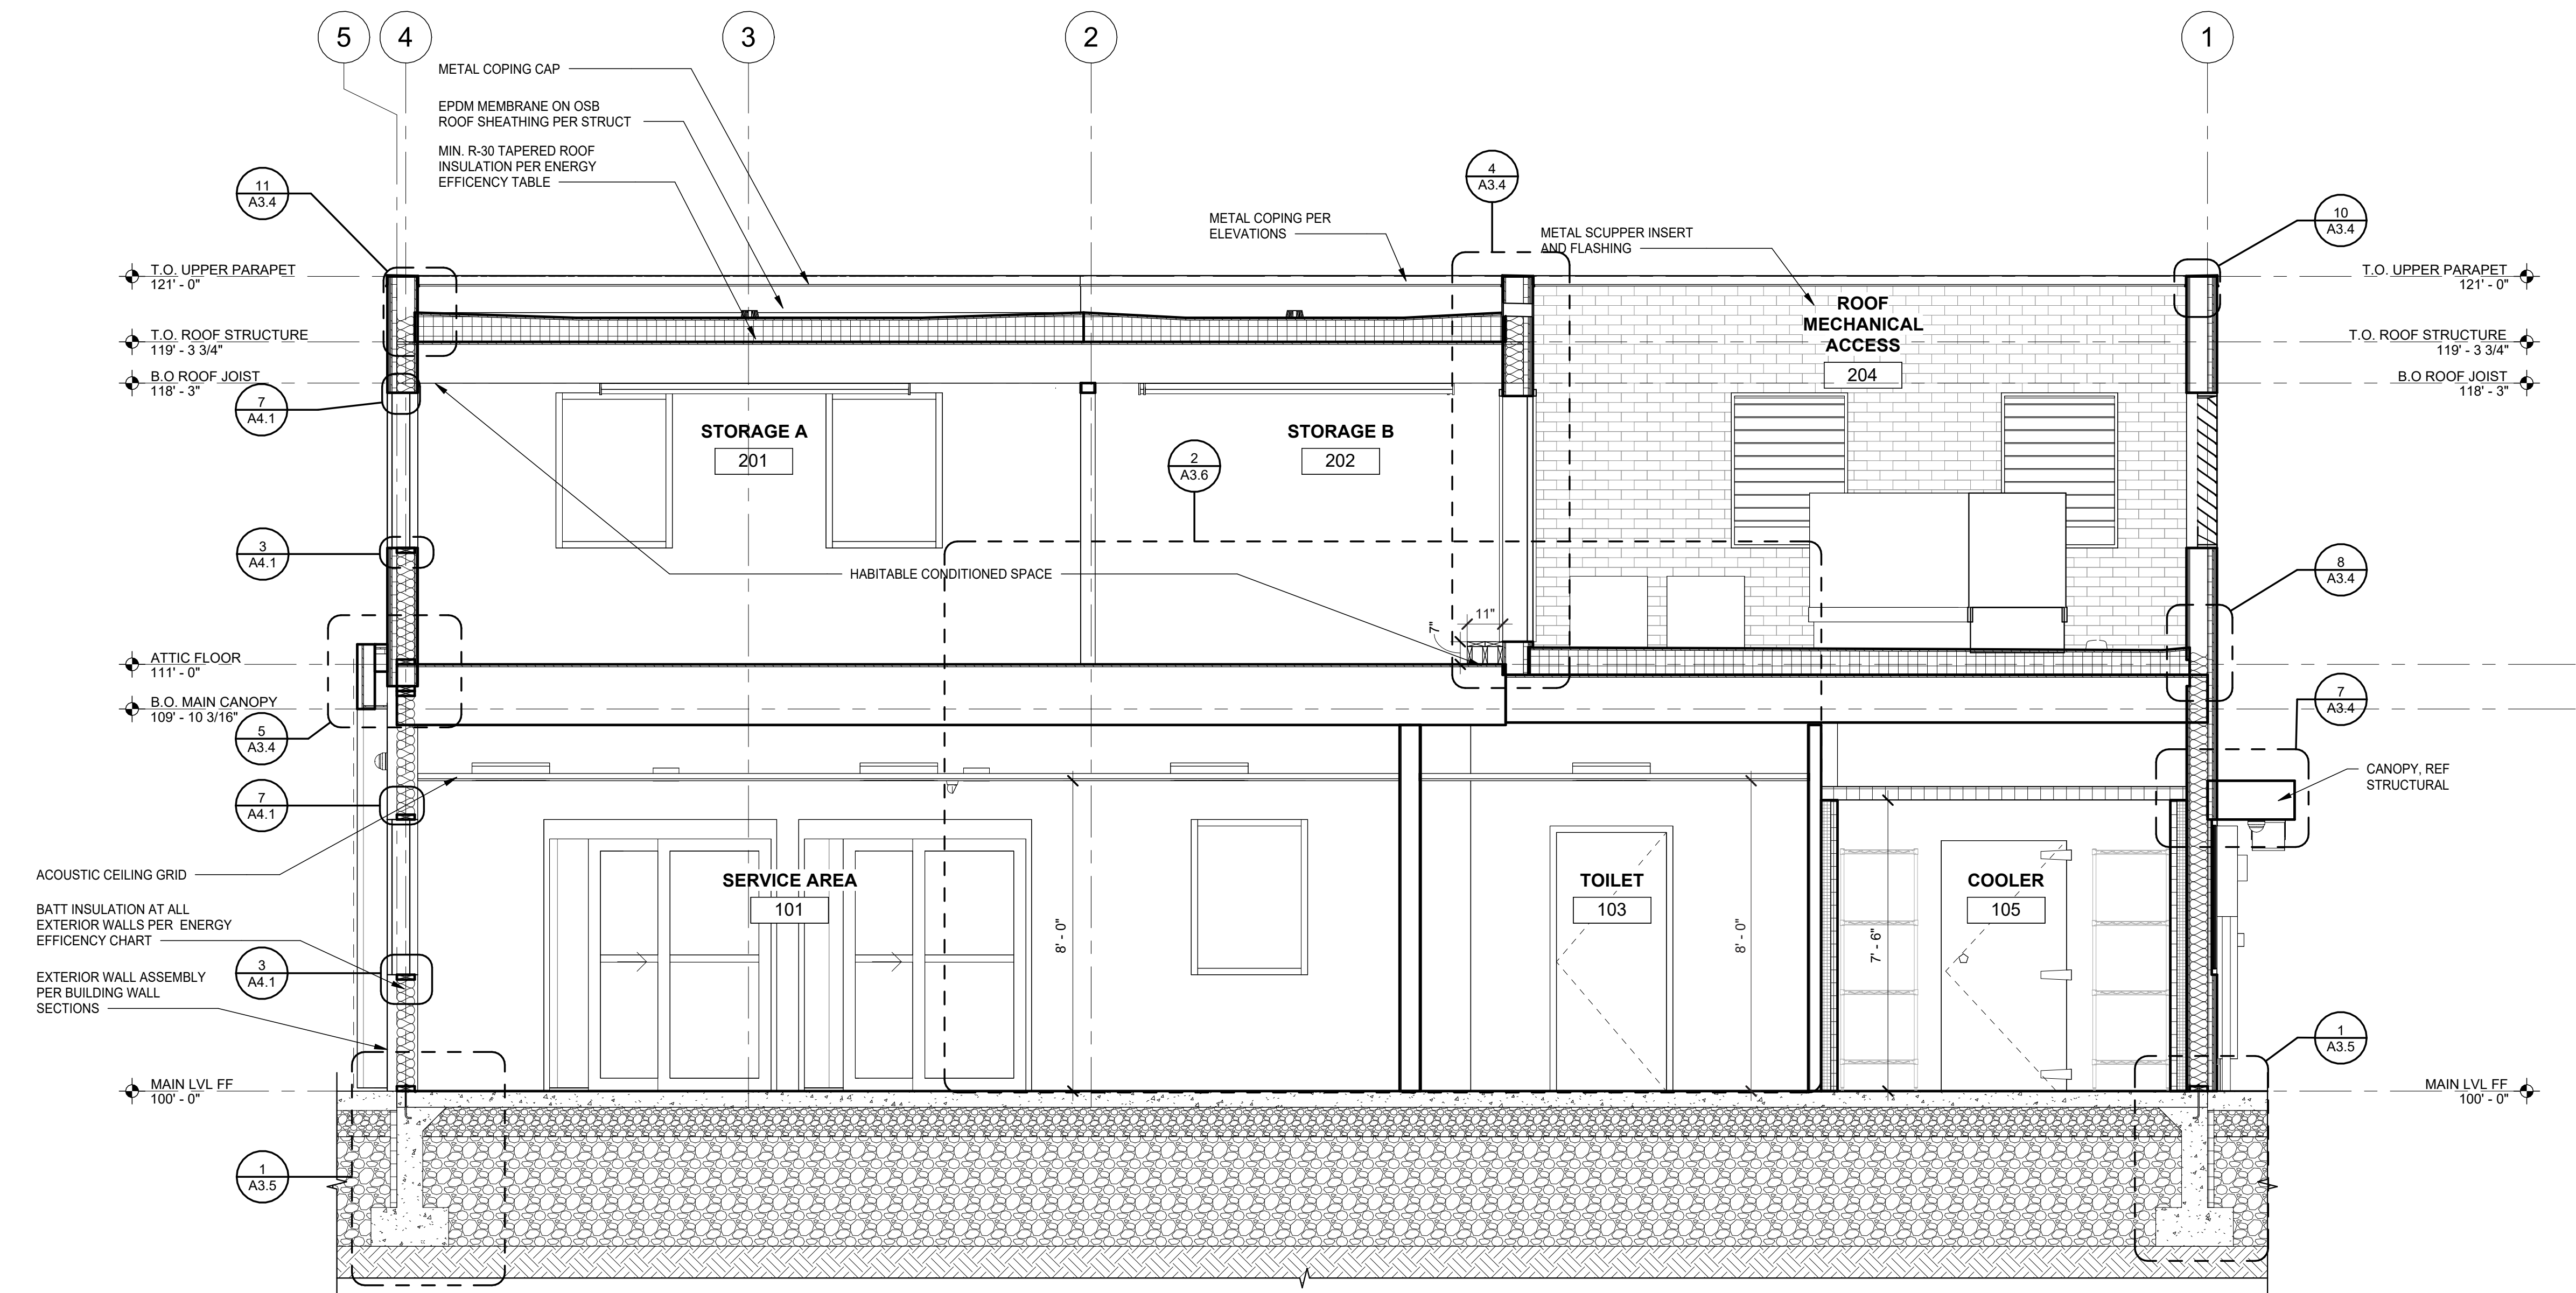 5
4
3
2
1
METAL COPING CAP
EPDM MEMBRANE ON OSB
ROOF SHEATHING PER STRUCT
MIN. R-30 TAPERED ROOF
INSULATION PER ENERGY
EFFICENCY TABLE
11
A3.4
4
A3.4
METAL COPING PER
ELEVATIONS
METAL SCUPPER INSERT
AND FLASHING
10
A3.4
T.O. UPPER PARAPET
121' - 0"
T.O. UPPER PARAPET
121' - 0"
ROOF
MECHANICAL
ACCESS
204
T.O. ROOF STRUCTURE
119' - 3 3/4"
T.O. ROOF STRUCTURE
119' - 3 3/4"
B.O ROOF JOIST
118' - 3"
B.O ROOF JOIST
118' - 3"
7
A4.1
STORAGE A
201
STORAGE B
202
2
A3.6
3
A4.1
HABITABLE CONDITIONED SPACE
8
A3.4
11"
7"
ATTIC FLOOR
111' - 0"
B.O. MAIN CANOPY
109' - 10 3/16"
5
A3.4
7
A3.4
CANOPY, REF
STRUCTURAL
7
A4.1
ACOUSTIC CEILING GRID
SERVICE AREA
101
TOILET
103
COOLER
105
8' - 0"
8' - 0"
7' - 6"
BATT INSULATION AT ALL
EXTERIOR WALLS PER ENERGY
EFFICENCY CHART
3
A4.1
EXTERIOR WALL ASSEMBLY
PER BUILDING WALL
SECTIONS
1
A3.5
MAIN LVL FF
100' - 0"
MAIN LVL FF
100' - 0"
1
A3.5